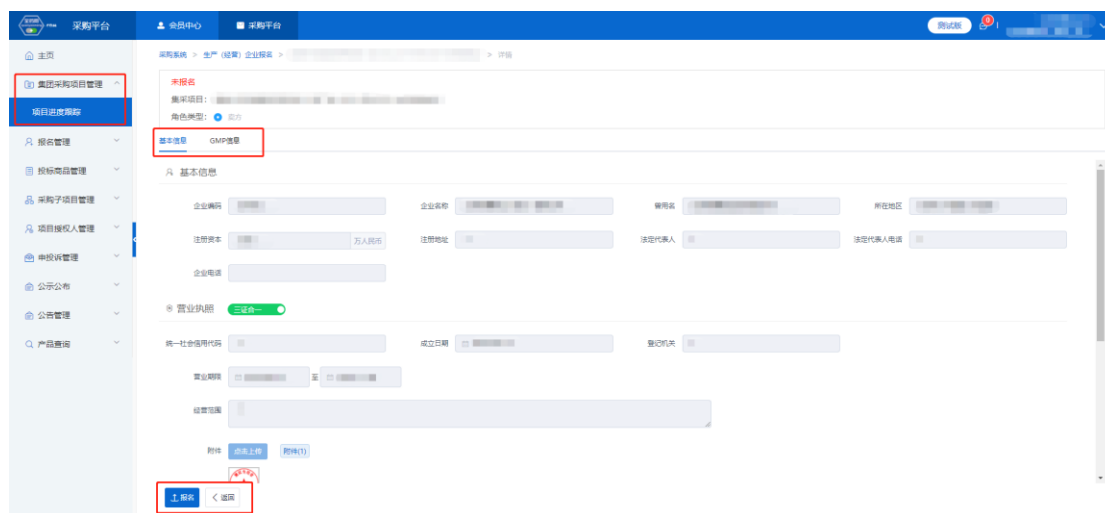 采购平台
会员中心
采购平台
测试版
主页
集团采购项目管理
项目进度跟踪
报名管理
投标商品管理
采购子项目管理
项目授权人管理
申投诉管理
公示公布
公告管理
产品查询
采购系统 > 生产（经营）企业报名 >
> 详情
未报名
集采项目：
角色类型： 卖方
基本信息 GMP信息
基本信息
企业编码
企业名称
曾用名
所在地区
注册资本
万人民币
注册地址
法定代表人
法定代表人电话
企业电话
营业执照 三证合一
统一社会信用代码
成立日期
登记机关
营业期限
至
经营范围
附件 点击上传 附件(1)
报名 返回